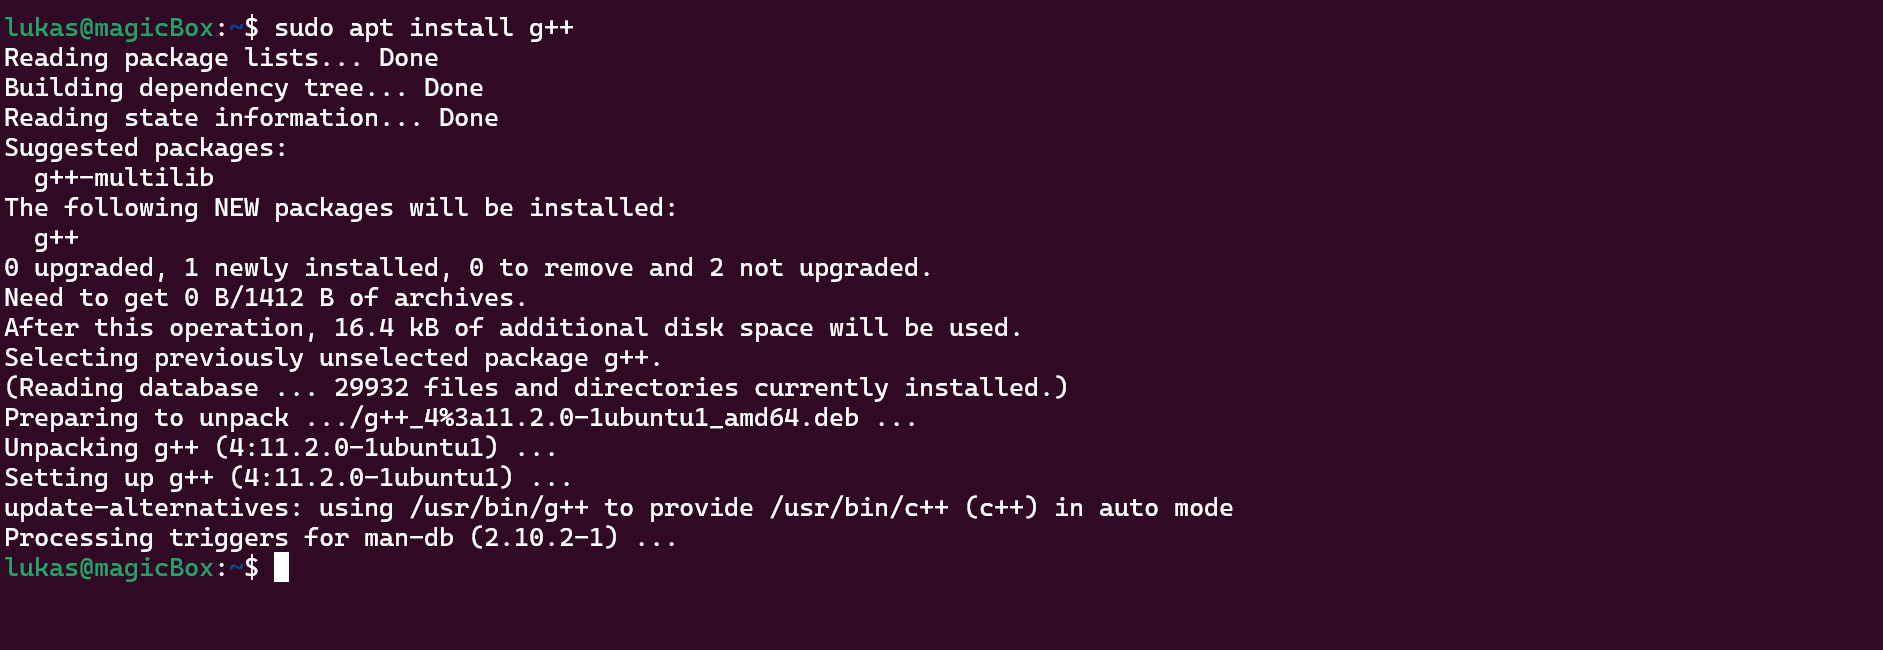 lukas@magicBox:~$ sudo apt install g++
Reading package lists... Done
Building dependency tree... Done
Reading state information... Done
Suggested packages:
  g++-multilib
The following NEW packages will be installed:
  g++
0 upgraded, 1 newly installed, 0 to remove and 2 not upgraded.
Need to get 0 B/1412 B of archives.
After this operation, 16.4 kB of additional disk space will be used.
Selecting previously unselected package g++.
(Reading database ... 29932 files and directories currently installed.)
Preparing to unpack .../g++_4%3a11.2.0-1ubuntu1_amd64.deb ...
Unpacking g++ (4:11.2.0-1ubuntu1) ...
Setting up g++ (4:11.2.0-1ubuntu1) ...
update-alternatives: using /usr/bin/g++ to provide /usr/bin/c++ (c++) in auto mode
Processing triggers for man-db (2.10.2-1) ...
lukas@magicBox:~$